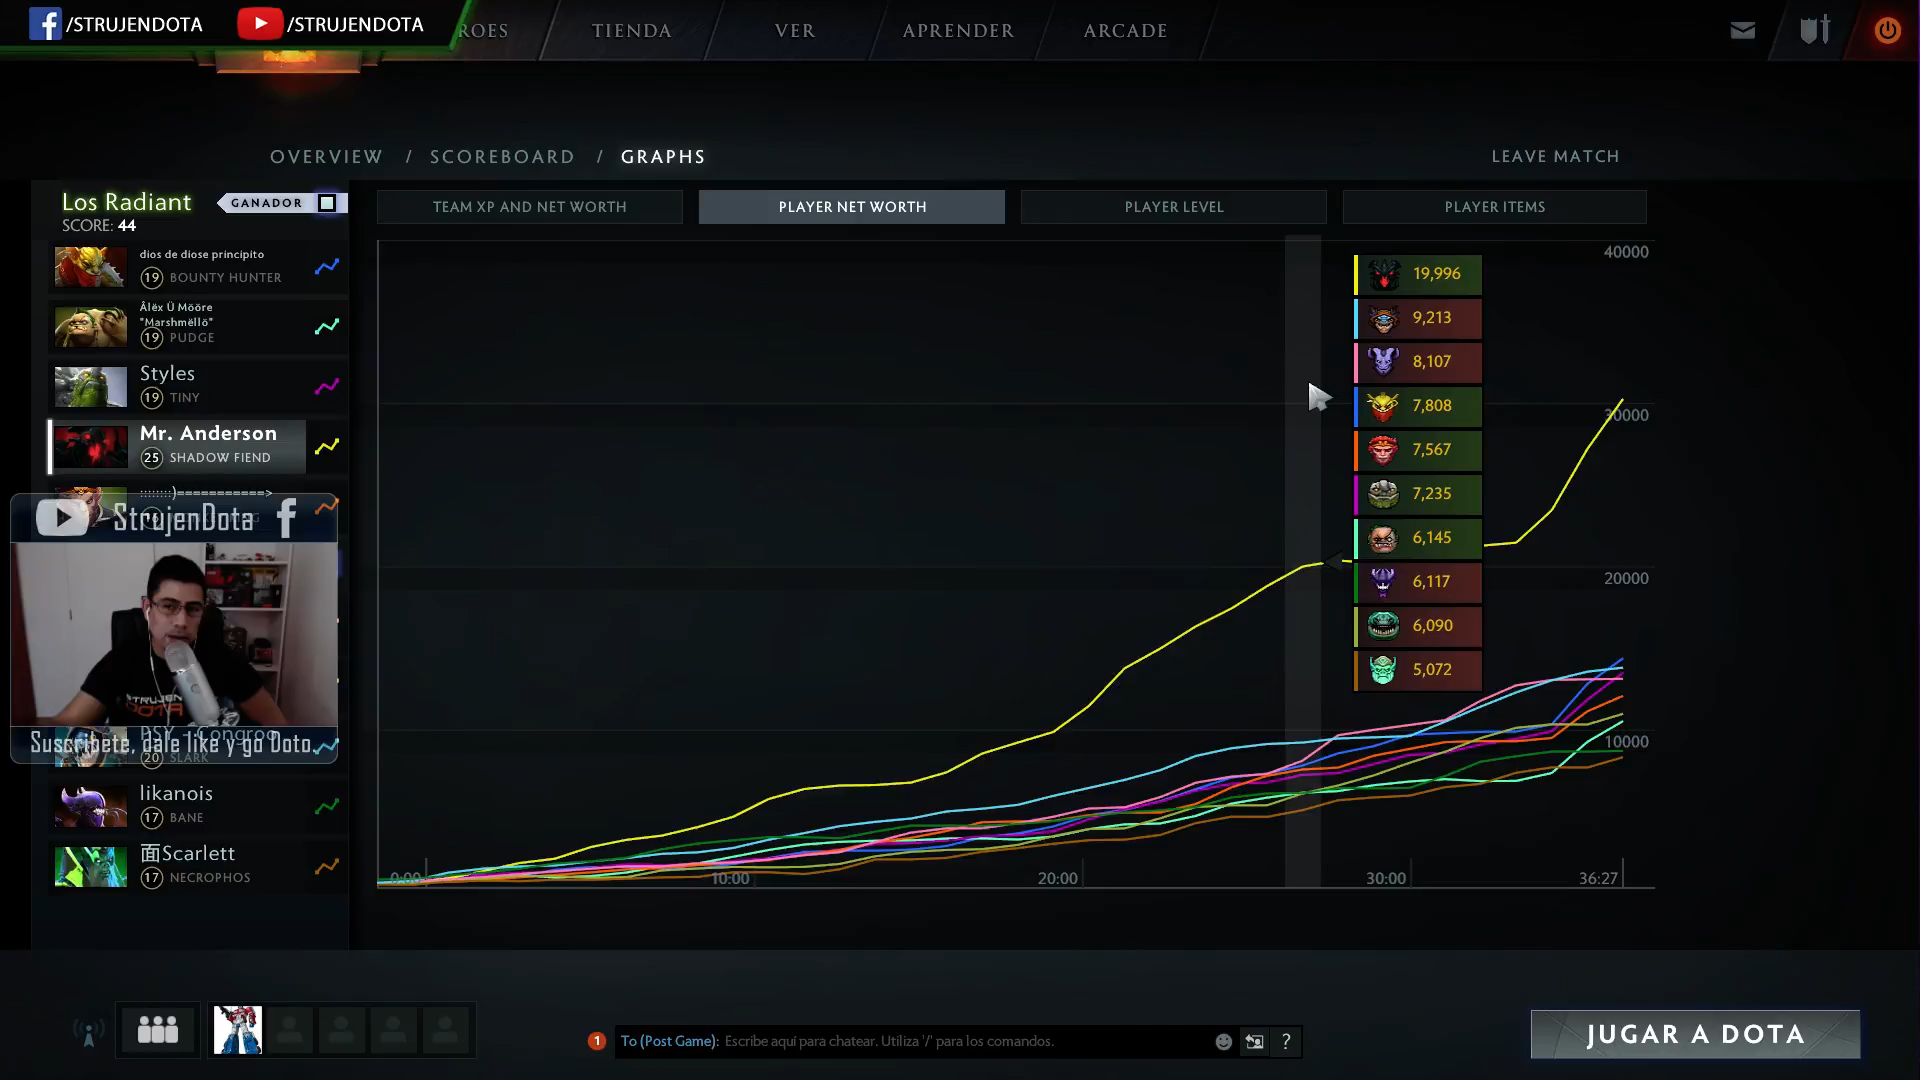 /STRUJENDOTA
/STRUJENDOTA
ROES
TIENDA
VER
APRENDER
ARCADE
OVERVIEW / SCOREBOARD / GRAPHS
LEAVE MATCH
Los Radiant
GANADOR
SCORE: 44
TEAM XP AND NET WORTH
PLAYER NET WORTH
PLAYER LEVEL
PLAYER ITEMS
dios de diose principito
19 BOUNTY HUNTER
Âlëx Ü Mööre
"Marshmëllö"
19 PUDGE
Styles
19 TINY
Mr. Anderson
25 SHADOW FIEND
::::::::)===========>
StrujenDota
Suscribete, dale like y go Doto.
20 SLARK
likanois
17 BANE
面Scarlett
17 NECROPHOS
19,996
9,213
8,107
7,808
7,567
7,235
6,145
6,117
6,090
5,072
40000
30000
20000
10000
0:00
10:00
20:00
30:00
36:27
1
To (Post Game): Escribe aquí para chatear. Utiliza '/' para los comandos.
?
JUGAR A DOTA